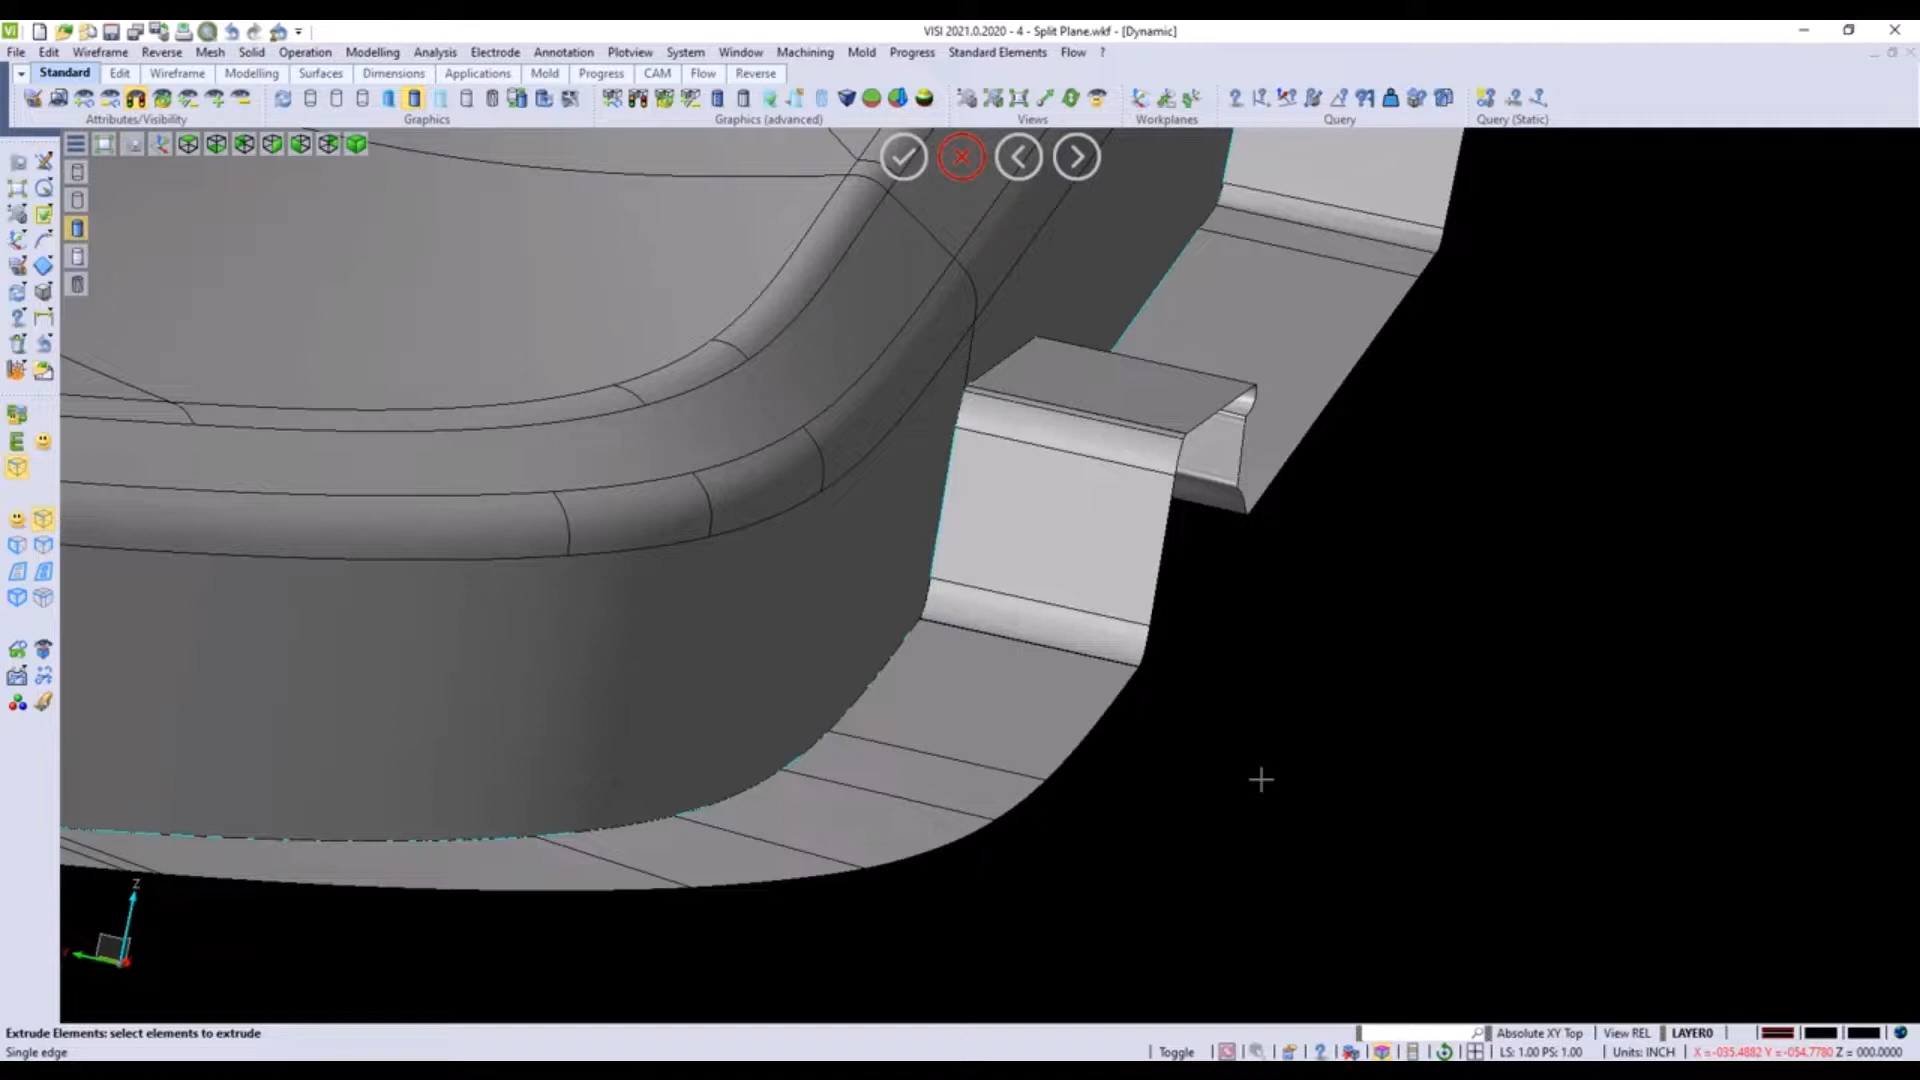 VISI 2021.0.2020 - 4 - Split Plane.wkf - [Dynamic]
File Edit Wireframe Reverse Mesh Solid Operation Modelling Analysis Electrode Annotation Plotview System Window Machining Mold Progress Standard Elements Flow ?
Standard Edit Wireframe Modelling Surfaces Dimensions Applications Mold Progress CAM Flow Reverse
Attributes/Visibility Graphics Graphics (advanced) Views Workplanes Query Query (Static)
Z
Extrude Elements: select elements to extrude
Absolute XY Top View REL LAYER0
Single edge
Toggle LS: 1.00 PS: 1.00 Units: INCH X =-035.4882 Y =-054.7780 Z = 000.0000